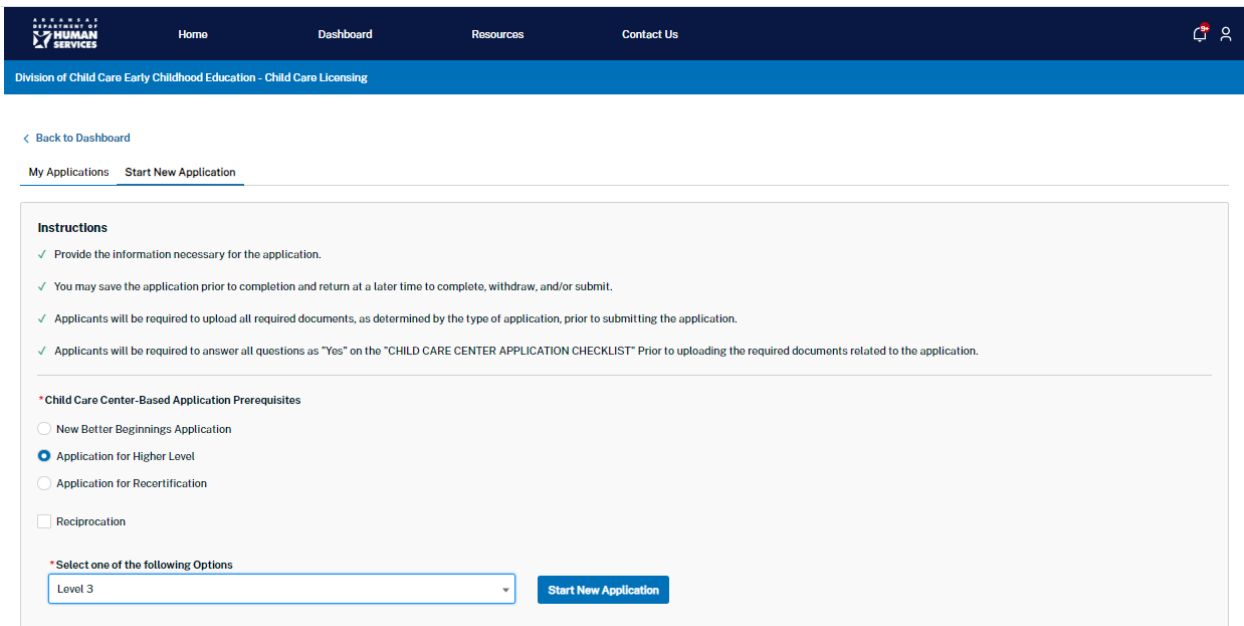 ARKANSAS
DEPARTMENT OF
HUMAN
SERVICES
Home Dashboard Resources Contact Us
9+
Division of Child Care Early Childhood Education - Child Care Licensing
Back to Dashboard
My Applications Start New Application
Instructions
✓ Provide the information necessary for the application.
✓ You may save the application prior to completion and return at a later time to complete, withdraw, and/or submit.
✓ Applicants will be required to upload all required documents, as determined by the type of application, prior to submitting the application.
✓ Applicants will be required to answer all questions as "Yes" on the "CHILD CARE CENTER APPLICATION CHECKLIST" Prior to uploading the required documents related to the application.
*Child Care Center-Based Application Prerequisites
New Better Beginnings Application
Application for Higher Level
Application for Recertification
Reciprocation
*Select one of the following Options
Level 3 Start New Application